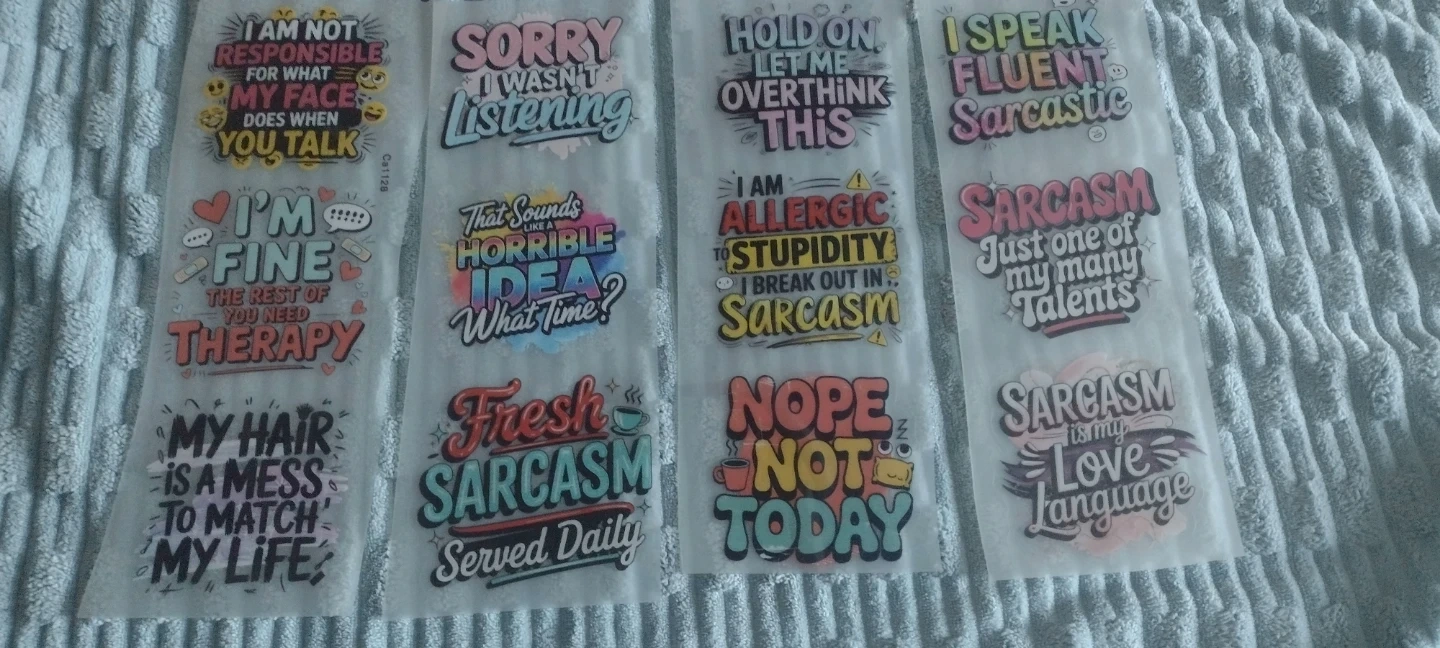 I AM NOT
RESPONSIBLE
FOR WHAT
MY FACE
DOES WHEN
YOU TALK
Ca1128
I'M
FINE
THE REST OF
YOU NEED
THERAPY
MY HAiR
iS A MESS
To MATCH
MY LiFE
SORRY
I WASN'T
Listening
That Sounds
LIKE A
HORRIBLE
IDEA
What Time?
Fresh
SARCASM
Served Daily
HOLD ON
LET ME
OVERTHiNK
THiS
I AM
ALLERGiC
TO STUPIDITY
I BREAK OUT IN
Sarcasm
NOPE
NOT
TODAY
I SPEAK
FLUENT
Sarcastic
SARCASM
Just one of
my many
Talents
SARCASM
is my
Love
Language